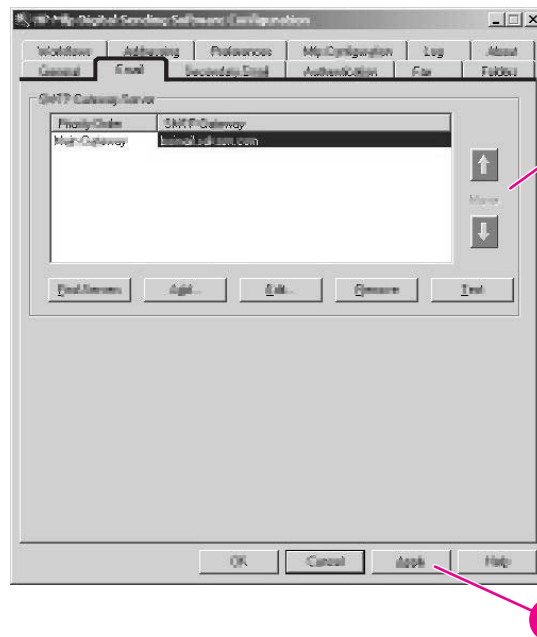 HP Mfp Digital Sending Software Configuration
Workflows Addressing Preferences Mfp Configuration Log About
General Email Secondary Email Authentication Fax Folders
SMTP Gateway Server
Priority Order SMTP Gateway
Main Gateway
Move
Find Servers Add... Edit... Remove Test
OK Cancel Apply Help